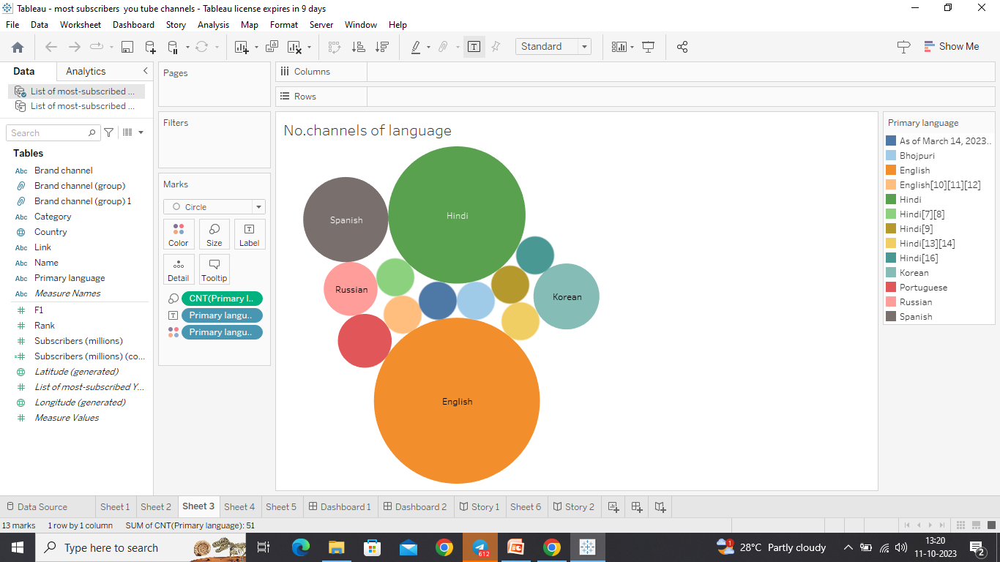 Tableau - most subscribers  you tube channels - Tableau license expires in 9 days
File Data Worksheet Dashboard Story Analysis Map Format Server Window Help
Standard Show Me
Data Analytics
List of most-subscribed ...
List of most-subscribed ...
Search
Tables
Abc Brand channel
Brand channel (group)
Brand channel (group) 1
Abc Category
Country
Abc Link
Abc Name
Abc Primary language
Abc Measure Names
F1
Rank
Subscribers (millions)
Subscribers (millions) (co...
Latitude (generated)
List of most-subscribed Y...
Longitude (generated)
Measure Values
Pages
Filters
Marks
Circle
Color Size Label
Detail Tooltip
CNT(Primary l..
Primary langu..
Primary langu..
Columns
Rows
No.channels of language
Hindi
Spanish
Russian
Korean
English
Primary language
As of March 14, 2023..
Bhojpuri
English
English[10][11][12]
Hindi
Hindi[7][8]
Hindi[9]
Hindi[13][14]
Hindi[16]
Korean
Portuguese
Russian
Spanish
Data Source Sheet 1 Sheet 2 Sheet 3 Sheet 4 Sheet 5 Dashboard 1 Dashboard 2 Story 1 Sheet 6 Story 2
13 marks 1 row by 1 column SUM of CNT(Primary language): 51
Type here to search 612 1 28°C Partly cloudy 13:20
11-10-2023 2